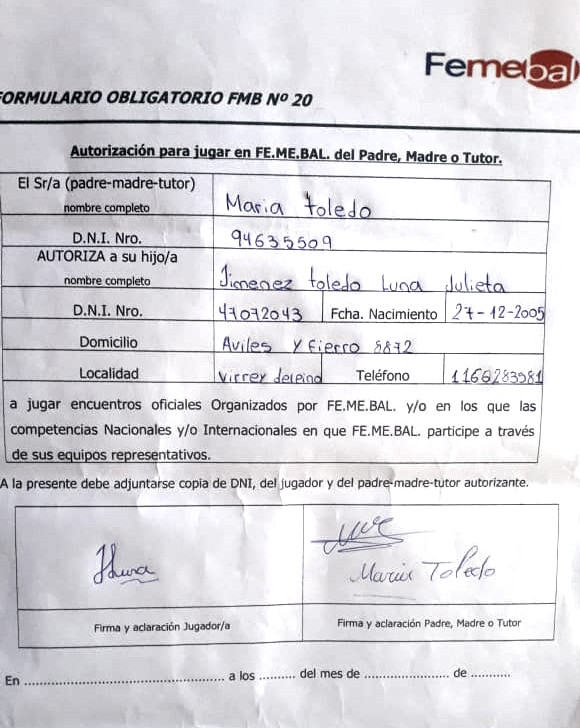 Femebal
FORMULARIO OBLIGATORIO FMB Nº 20
Autorización para jugar en FE.ME.BAL. del Padre, Madre o Tutor.
El Sr/a (padre-madre-tutor)
nombre completo
Maria toledo
D.N.I. Nro.
94635509
AUTORIZA a su hijo/a
nombre completo
Jimenez toledo Luna Julieta
D.N.I. Nro. 47072043 Fcha. Nacimiento 27-12-2005
Domicilio Aviles y fierro 5872
Localidad Virrey del pino Teléfono 1166283981
a jugar encuentros oficiales Organizados por FE.ME.BAL. y/o en los que las
competencias Nacionales y/o Internacionales en que FE.ME.BAL. participe a través
de sus equipos representativos.
A la presente debe adjuntarse copia de DNI, del jugador y del padre-madre-tutor autorizante.
Maria Toledo
Firma y aclaración Jugador/a Firma y aclaración Padre, Madre o Tutor
En .................................................. a los .......... del mes de ...................... de ...........